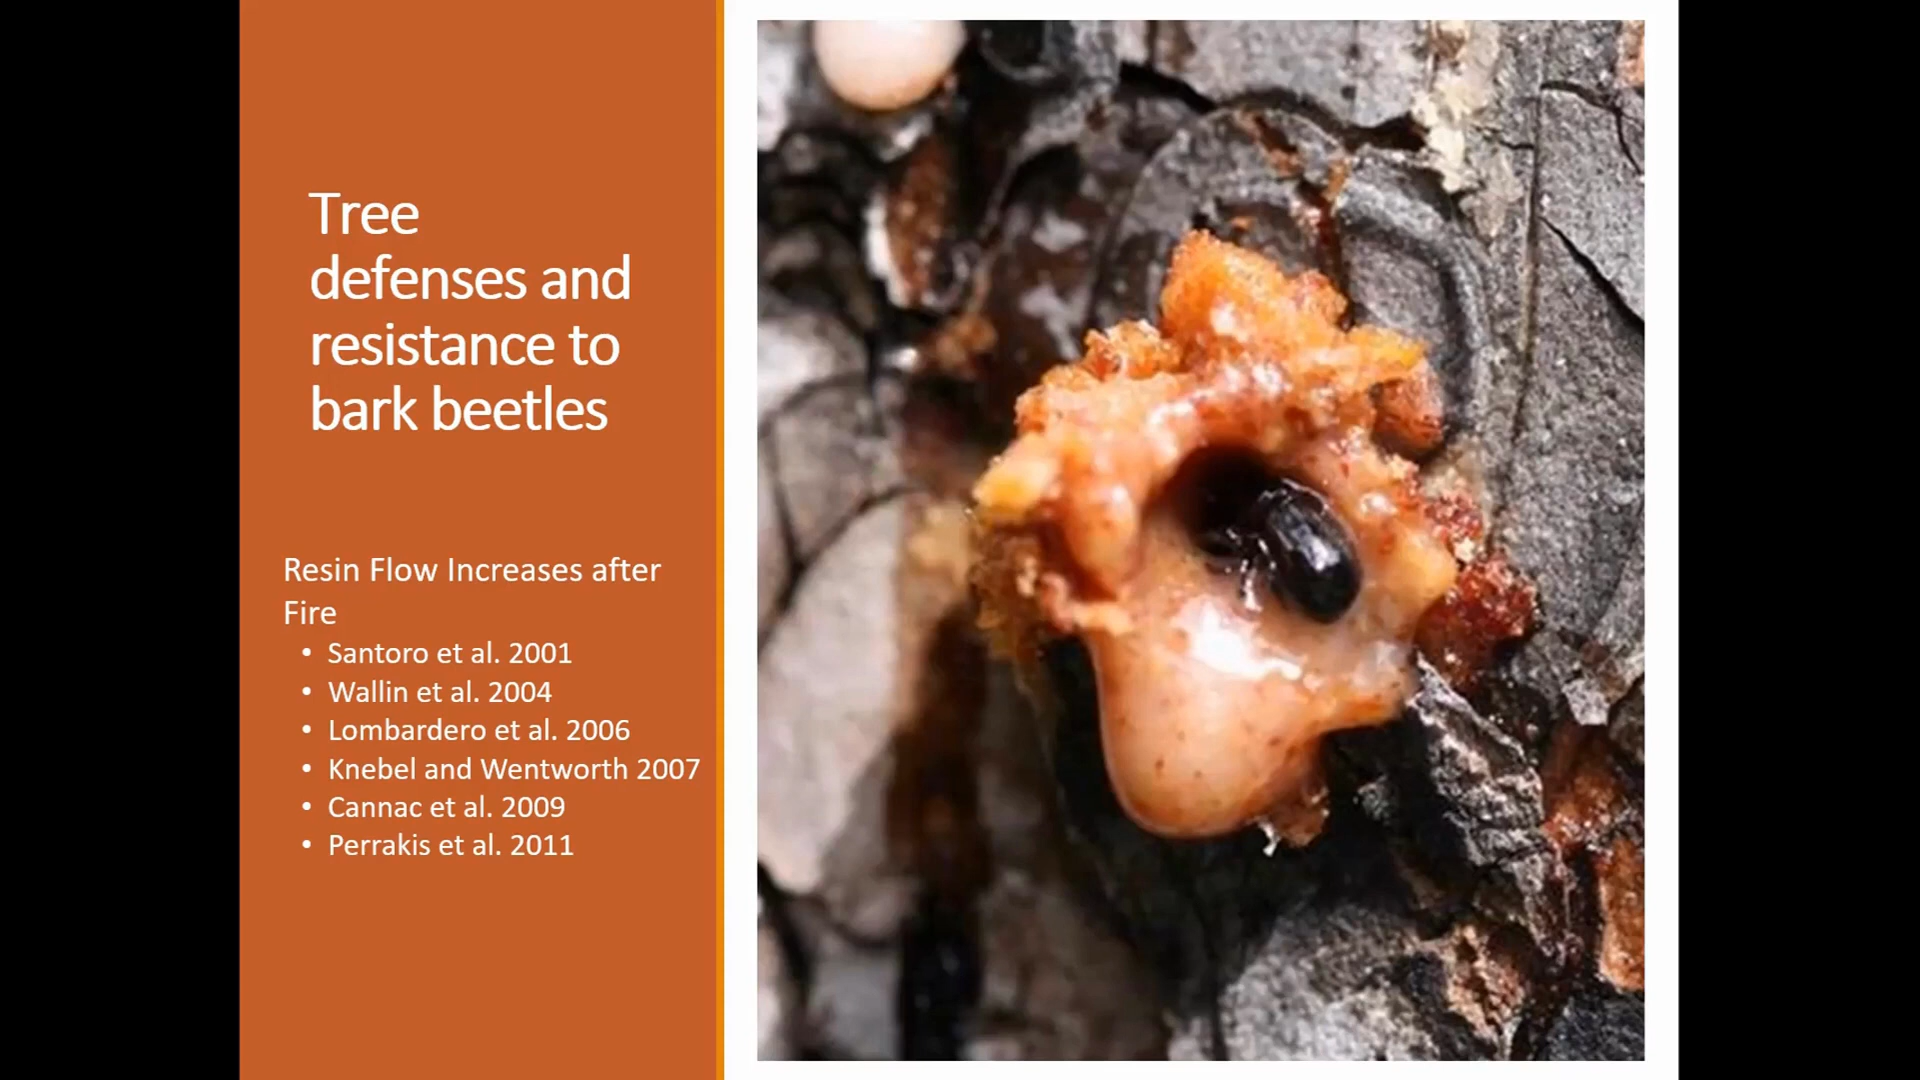 Tree
defenses and
resistance to
bark beetles
Resin Flow Increases after
Fire
• Santoro et al. 2001
• Wallin et al. 2004
• Lombardero et al. 2006
• Knebel and Wentworth 2007
• Cannac et al. 2009
• Perrakis et al. 2011